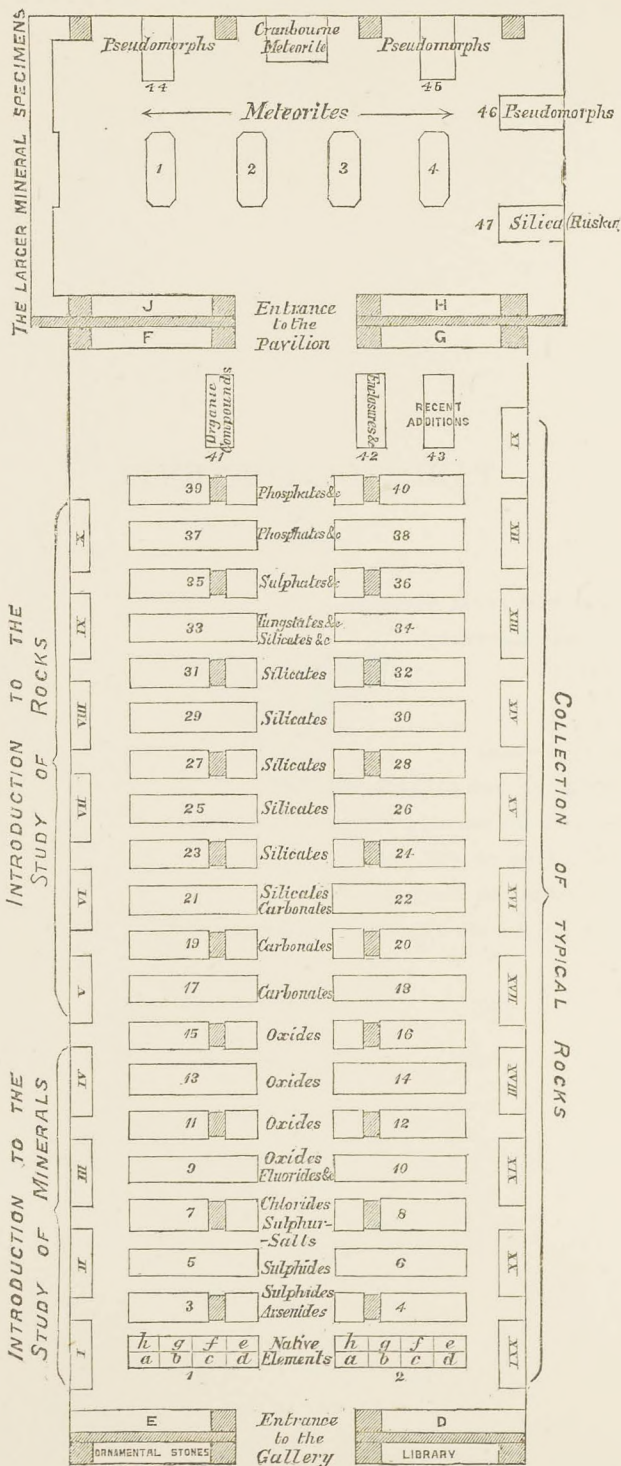 THE LARGER MINERAL SPECIMENS
Pseudomorphs
Cranbourne
Meteorite
Pseudomorphs
44
45
Meteorites
46 Pseudomorphs
1 2 3 4
47 Silica (Ruskin
J
Entrance
to the
Pavilion
H
F
G
Organic
Compounds
41
Enclosures &c
42
RECENT
ADDITIONS
43
39 Phosphates &c 40
37 Phosphates &c 38
35 Sulphates &c 36
33 Tungstates &c
Silicates &c 34
31 Silicates 32
29 Silicates 30
27 Silicates 28
25 Silicates 26
23 Silicates 24
21 Silicates
Carbonates 22
19 Carbonates 20
17 Carbonates 18
15 Oxides 16
13 Oxides 14
11 Oxides 12
9 Oxides
Fluorides &c 10
7 Chlorides 8
Sulphur-
-Salts
5 Sulphides 6
3 Sulphides
Arsenides 4
h g f e Native h g f e
a b c d Elements a b c d
1 2
INTRODUCTION TO THE
STUDY OF ROCKS
X
IX
VIII
VII
VI
V
INTRODUCTION TO THE
STUDY OF MINERALS
IV
III
II
I
COLLECTION OF TYPICAL ROCKS
XI
XII
XIII
XIV
XV
XVI
XVII
XVIII
XIX
XX
XXI
E
Entrance
to the
Gallery
D
ORNAMENTAL STONES
LIBRARY